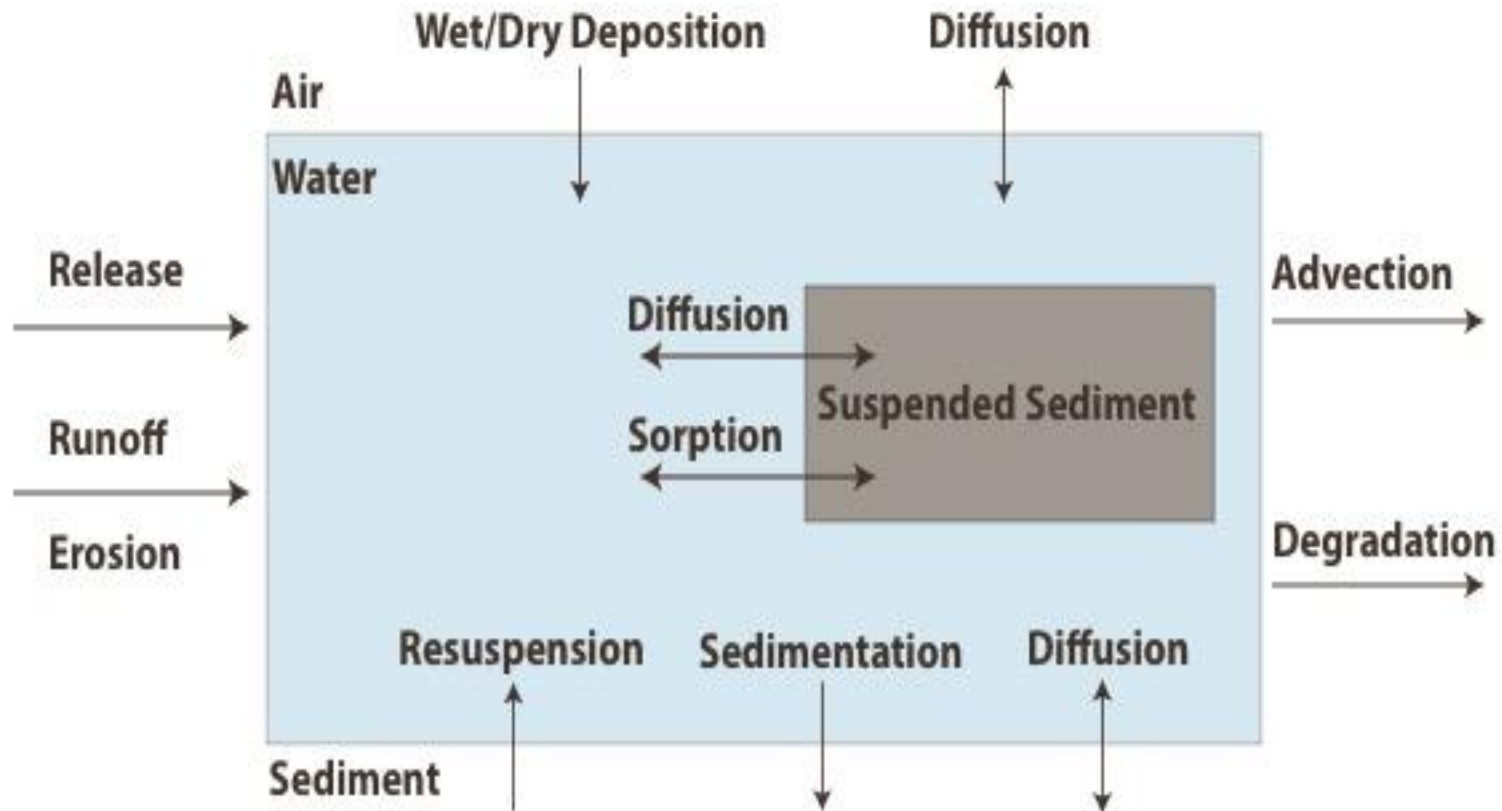 Wet/Dry Deposition
Diffusion
Air
Water
Release
Diffusion
Advection
Suspended Sediment
Runoff
Sorption
Erosion
Degradation
Resuspension
Sedimentation
Diffusion
Sediment